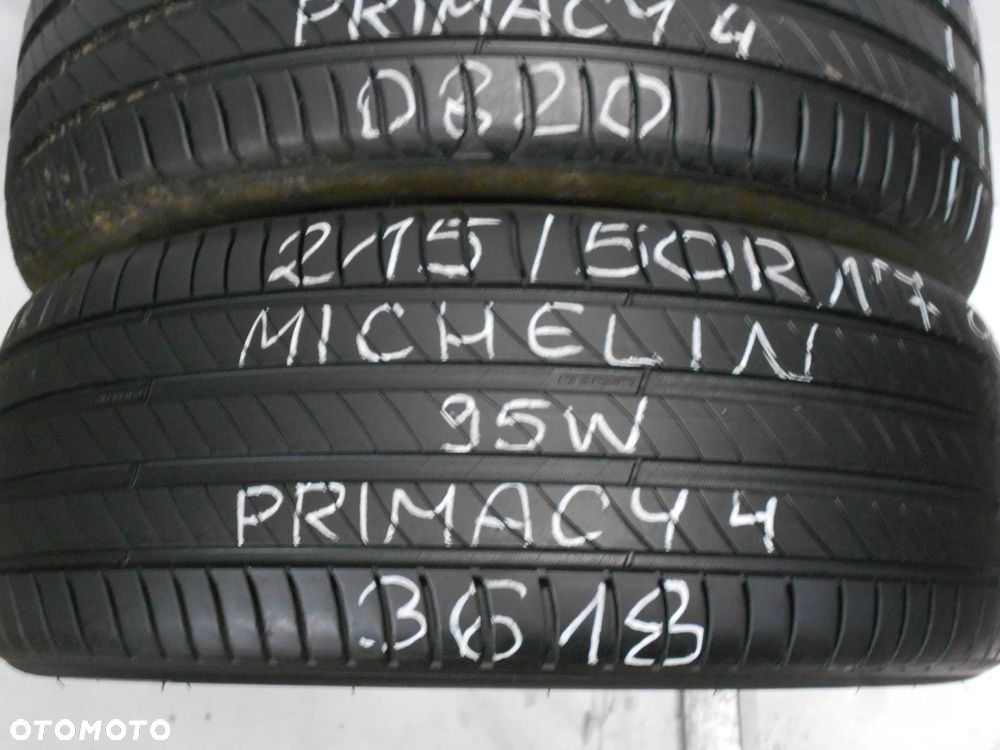 PRIMACY 4
0820
215/50R17
MICHELIN
95W
PRIMACY 4
3618
OTOMOTO